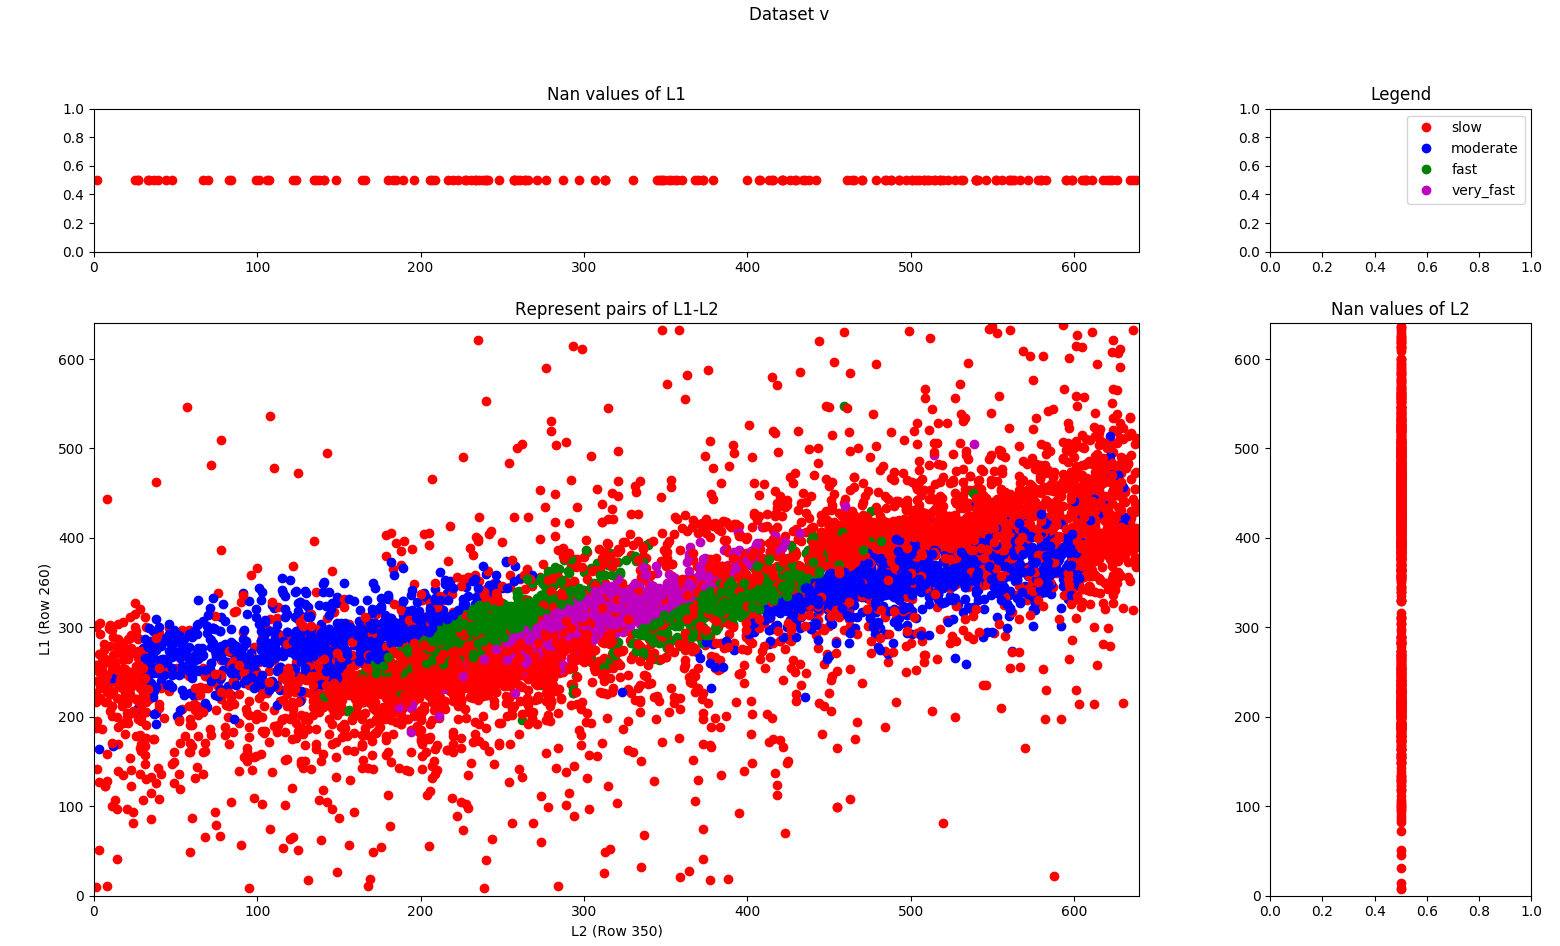 Dataset v
Nan values of L1
1.0
0.8
0.6
0.4
0.2
0.0
0 100 200 300 400 500 600
Legend
1.0
0.8
0.6
0.4
0.2
0.0
slow
moderate
fast
very_fast
0.0 0.2 0.4 0.6 0.8 1.0
Represent pairs of L1-L2
L1 (Row 260)
600
500
400
300
200
100
0
0 100 200 300 400 500 600
L2 (Row 350)
Nan values of L2
600
500
400
300
200
100
0
0.0 0.2 0.4 0.6 0.8 1.0